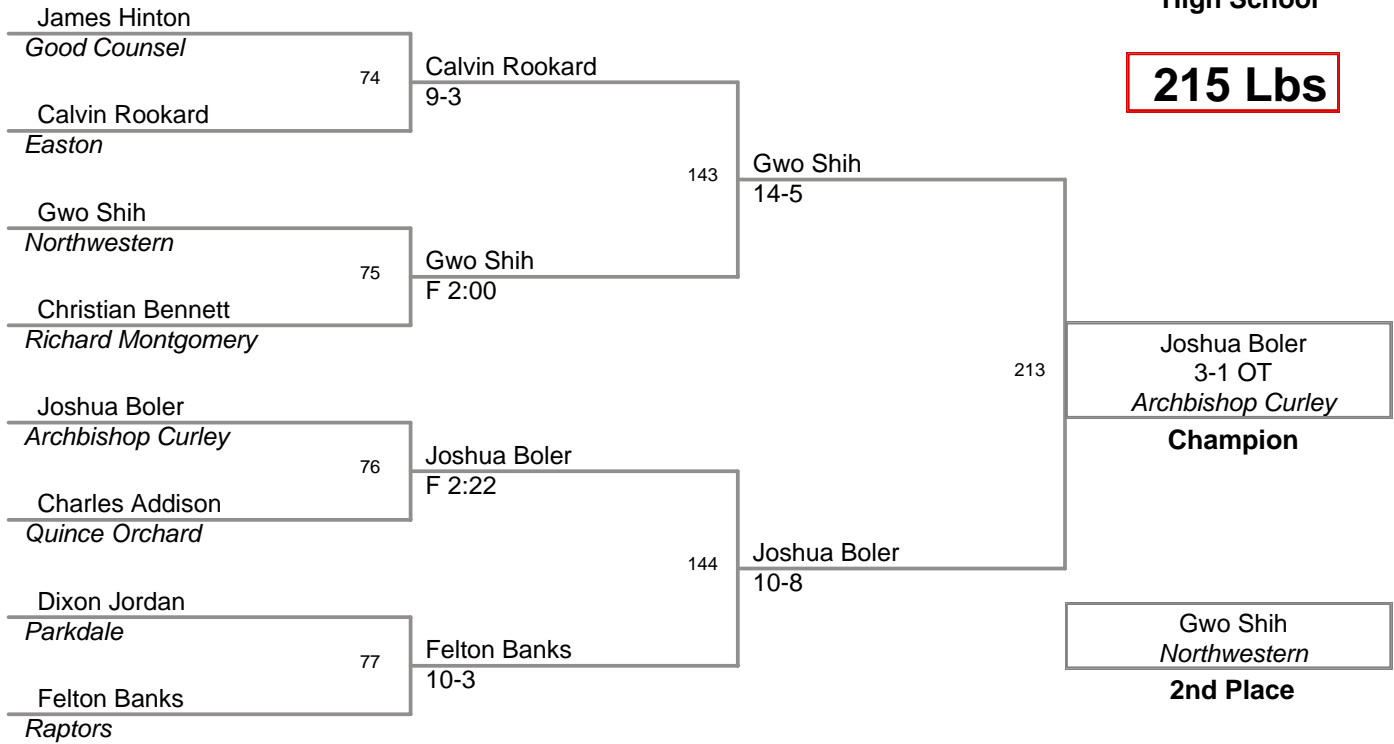 High School
215 Lbs
James Hinton
Good Counsel
74
Calvin Rookard
Easton
Calvin Rookard
9-3
143
Gwo Shih
Northwestern
75
Christian Bennett
Richard Montgomery
Gwo Shih
F 2:00
Gwo Shih
14-5
213
Joshua Boler
Archbishop Curley
76
Charles Addison
Quince Orchard
Joshua Boler
F 2:22
144
Dixon Jordan
Parkdale
77
Felton Banks
Raptors
Felton Banks
10-3
Joshua Boler
10-8
Joshua Boler
3-1 OT
Archbishop Curley
Champion
Gwo Shih
Northwestern
2nd Place